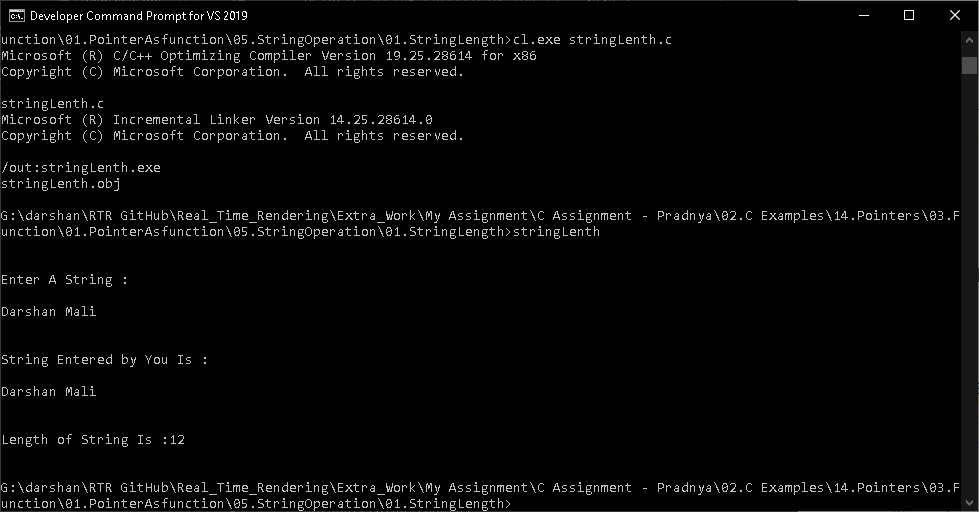 Developer Command Prompt for VS 2019
unction\01.PointerAsfunction\05.StringOperation\01.StringLength>cl.exe stringLenth.c
Microsoft (R) C/C++ Optimizing Compiler Version 19.25.28614 for x86
Copyright (C) Microsoft Corporation.  All rights reserved.
stringLenth.c
Microsoft (R) Incremental Linker Version 14.25.28614.0
Copyright (C) Microsoft Corporation.  All rights reserved.
/out:stringLenth.exe
stringLenth.obj
G:\darshan\RTR GitHub\Real_Time_Rendering\Extra_Work\My Assignment\C Assignment - Pradnya\02.C Examples\14.Pointers\03.F
unction\01.PointerAsfunction\05.StringOperation\01.StringLength>stringLenth
Enter A String :
Darshan Mali
String Entered by You Is :
Darshan Mali
Length of String Is :12
G:\darshan\RTR GitHub\Real_Time_Rendering\Extra_Work\My Assignment\C Assignment - Pradnya\02.C Examples\14.Pointers\03.F
unction\01.PointerAsfunction\05.StringOperation\01.StringLength>